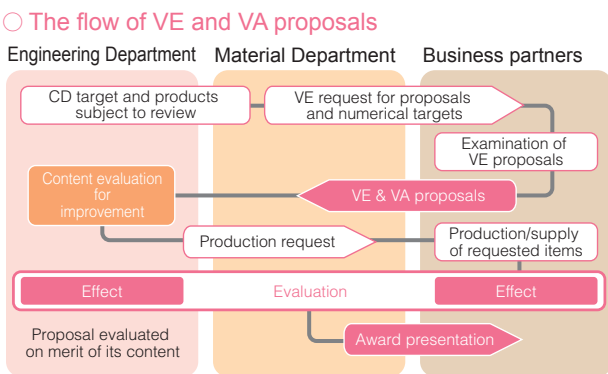 ○ The flow of VE and VA proposals
Engineering Department
Material Department
Business partners
CD target and products
subject to review
VE request for proposals
and numerical targets
Examination of
VE proposals
Content evaluation
for
improvement
VE & VA proposals
Production request
Production/supply
of requested items
Effect
Evaluation
Effect
Proposal evaluated
on merit of its content
Award presentation